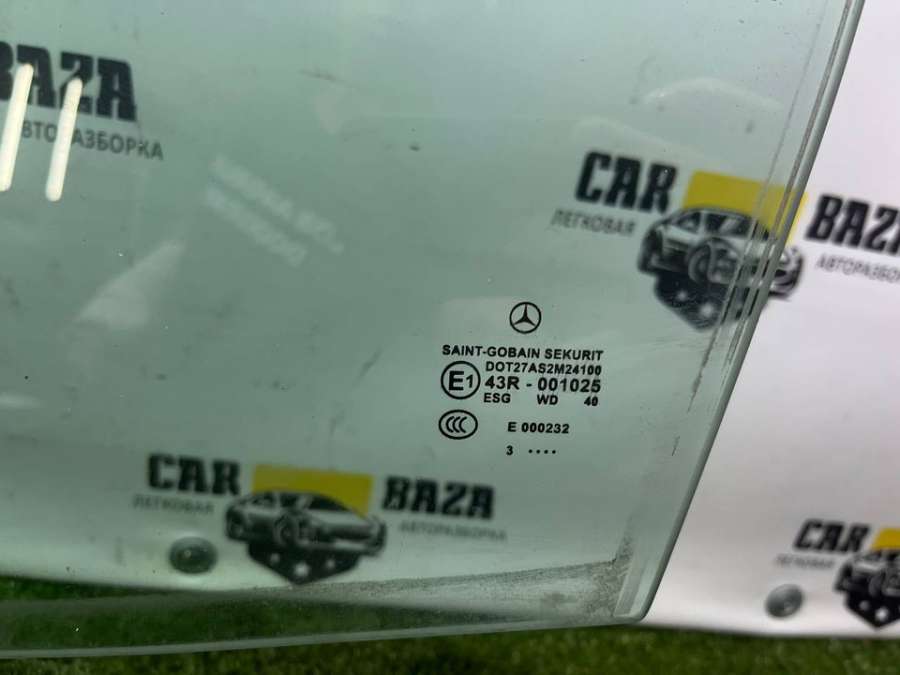 BAZA
АВТОРАЗБОРКА
CAR BAZA
ЛЕГКОВАЯ АВТОРАЗБОРКА
SAINT-GOBAIN SEKURIT
DOT27AS2M24100
E1 43R - 001025
ESG WD 40
CCC E 000232
3 ....
CAR BAZA
ЛЕГКОВАЯ АВТОРАЗБОРКА
CAR
ЛЕГКОВАЯ